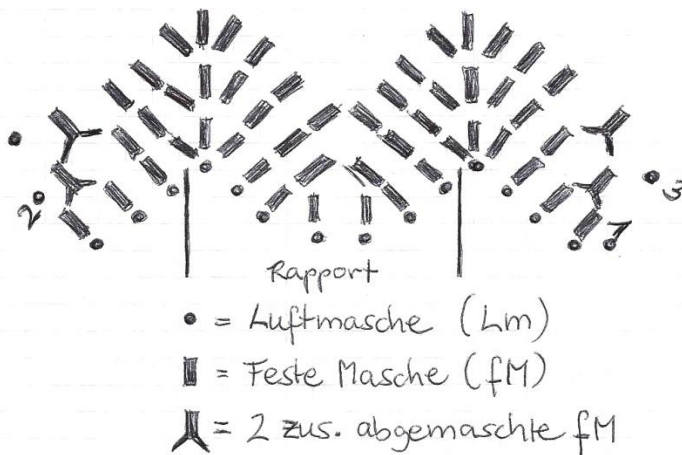 2
3
1
Rapport
= Luftmasche (Lm)
= Feste Masche (fM)
= 2 zus. abgemaschte fM